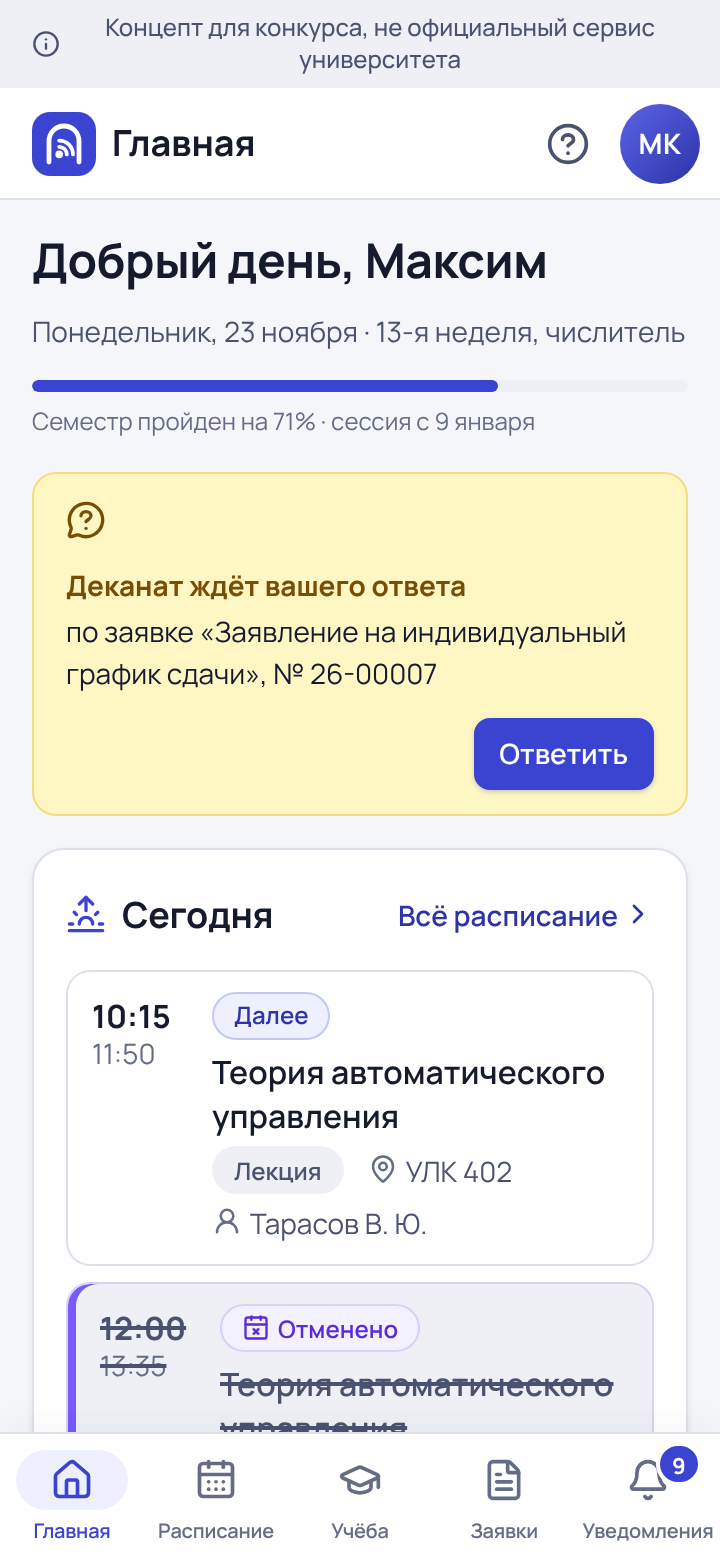 Концепт для конкурса, не официальный сервис
университета
Главная
МК
Добрый день, Максим
Понедельник, 23 ноября · 13-я неделя, числитель
Семестр пройден на 71% · сессия с 9 января
Деканат ждёт вашего ответа
по заявке «Заявление на индивидуальный
график сдачи», № 26-00007
Ответить
Сегодня
Всё расписание
10:15
Далее
11:50
Теория автоматического
управления
Лекция
УЛК 402
Тарасов В. Ю.
12:00
Отменено
13:35
Теория автоматического
управления
9
Главная
Расписание
Учёба
Заявки
Уведомления